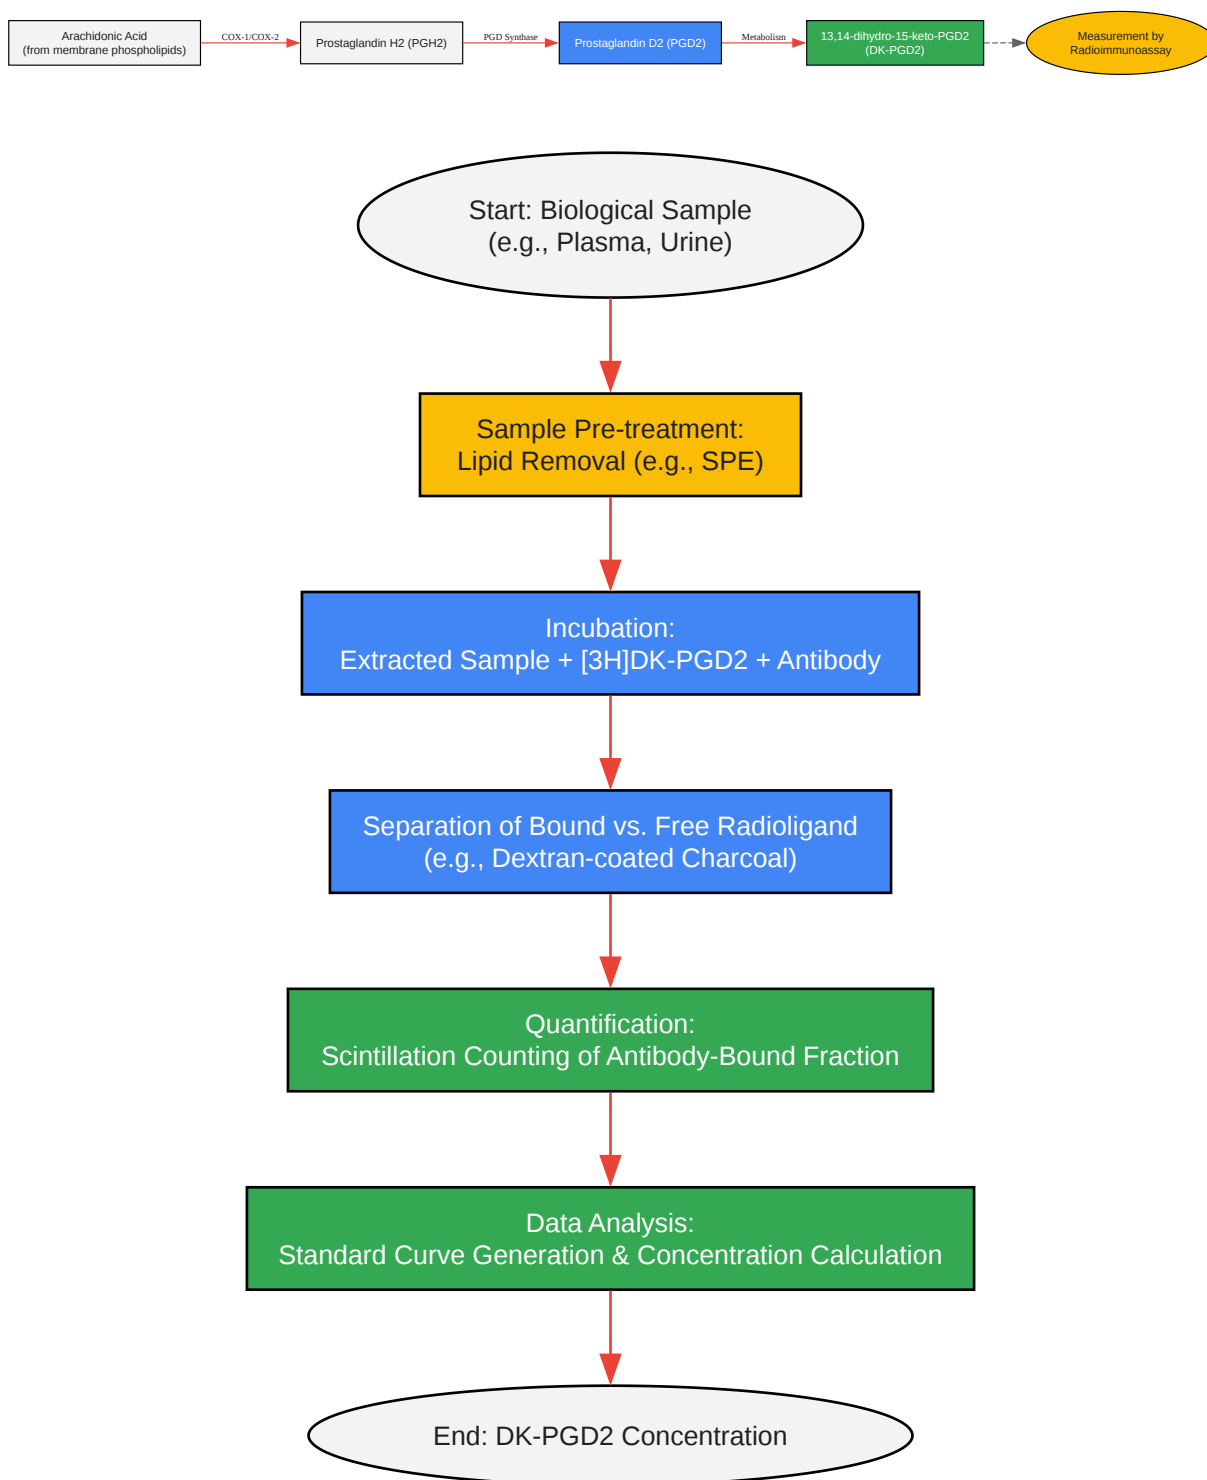 Arachidonic Acid
(from membrane phospholipids)
COX-1/COX-2
Prostaglandin H2 (PGH2)
PGD Synthase
Prostaglandin D2 (PGD2)
Metabolism
13,14-dihydro-15-keto-PGD2
(DK-PGD2)
Measurement by
Radioimmunoassay
Start: Biological Sample
(e.g., Plasma, Urine)
Sample Pre-treatment:
Lipid Removal (e.g., SPE)
Incubation:
Extracted Sample + [3H]DK-PGD2 + Antibody
Separation of Bound vs. Free Radioligand
(e.g., Dextran-coated Charcoal)
Quantification:
Scintillation Counting of Antibody-Bound Fraction
Data Analysis:
Standard Curve Generation & Concentration Calculation
End: DK-PGD2 Concentration